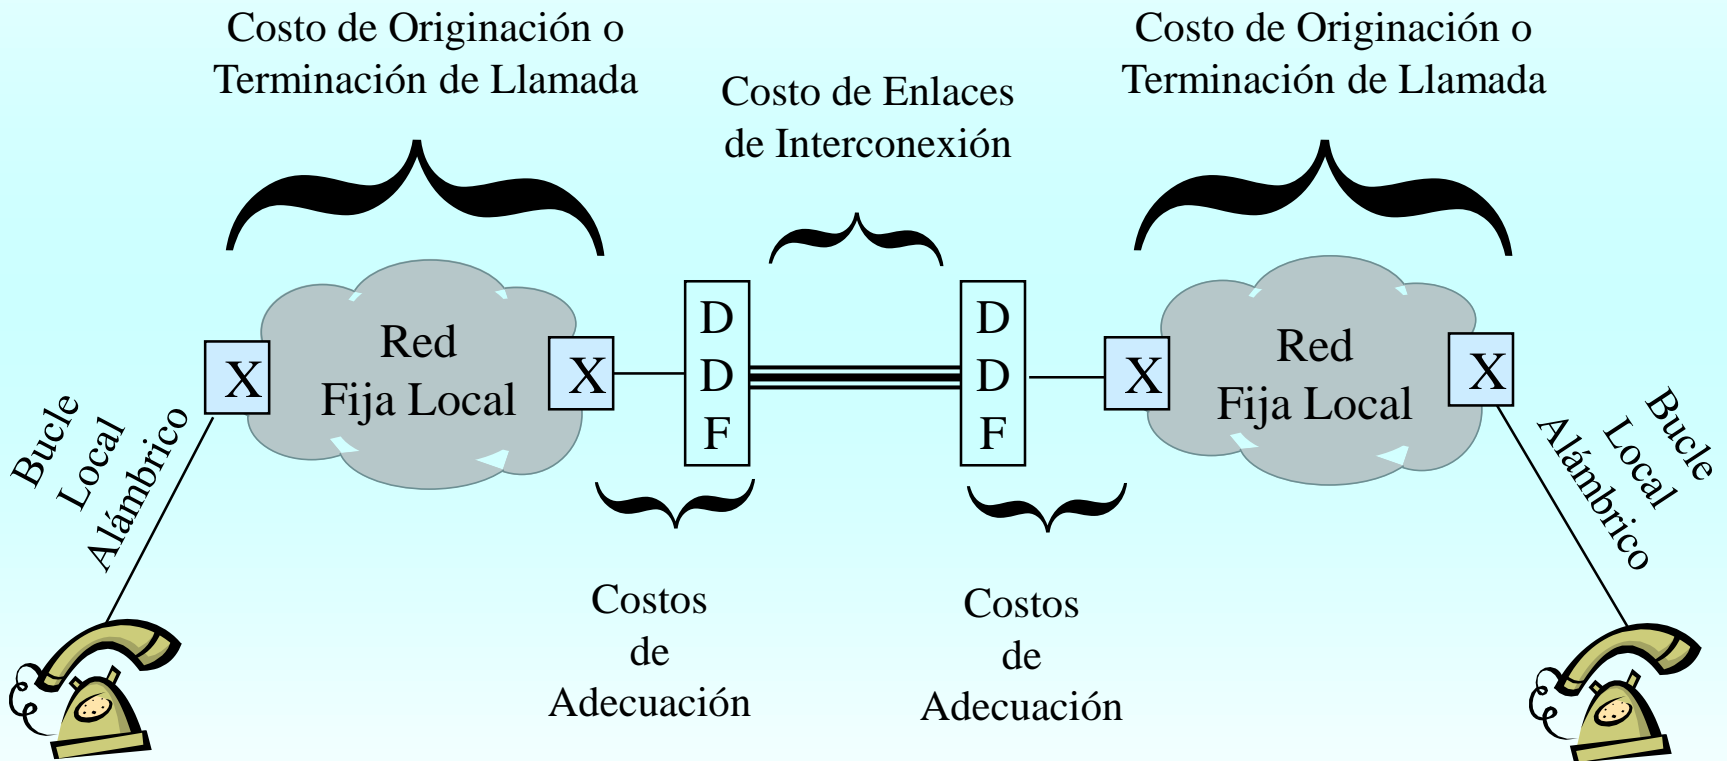 Costo de Originación o
Terminación de Llamada
Costo de Enlaces
de Interconexión
Costo de Originación o
Terminación de Llamada
Bucle
Local
Alámbrico
X
Red
Fija Local
X
D
D
F
D
D
F
X
Red
Fija Local
X
Bucle
Local
Alámbrico
Costos
de
Adecuación
Costos
de
Adecuación